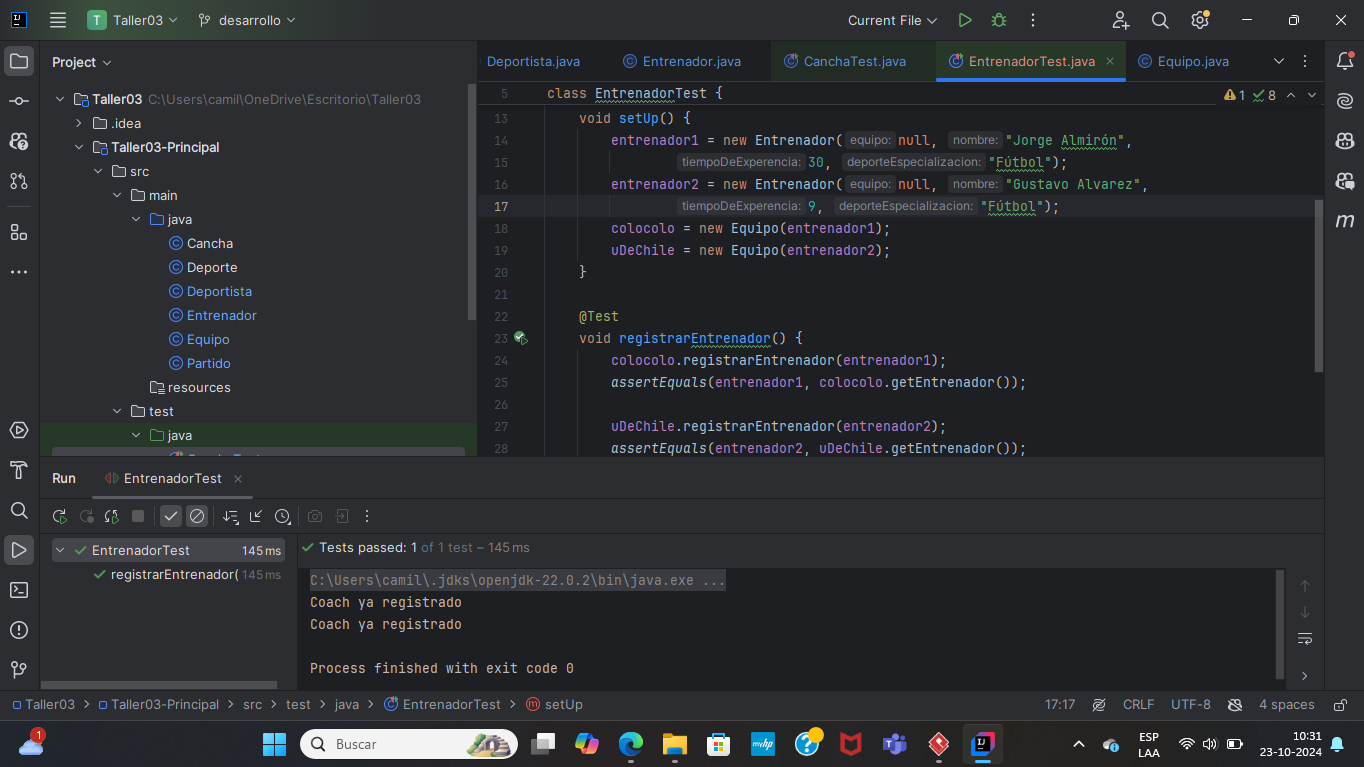 T Taller03 desarrollo Current File
Project
Deportista.java Entrenador.java CanchaTest.java EntrenadorTest.java Equipo.java
Taller03 C:\Users\camil\OneDrive\Escritorio\Taller03
.idea
Taller03-Principal
src
main
java
Cancha
Deporte
Deportista
Entrenador
Equipo
Partido
resources
test
java
5 class EntrenadorTest {
1 8
13 void setUp() {
14 entrenador1 = new Entrenador( equipo: null, nombre: "Jorge Almirón",
15 tiempoDeExperencia: 30, deporteEspecializacion: "Fútbol");
16 entrenador2 = new Entrenador( equipo: null, nombre: "Gustavo Alvarez",
17 tiempoDeExperencia: 9, deporteEspecializacion: "Fútbol");
18 colocolo = new Equipo(entrenador1);
19 uDeChile = new Equipo(entrenador2);
20 }
21
22 @Test
23 void registrarEntrenador() {
24 colocolo.registrarEntrenador(entrenador1);
25 assertEquals(entrenador1, colocolo.getEntrenador());
26
27 uDeChile.registrarEntrenador(entrenador2);
28 assertEquals(entrenador2, uDeChile.getEntrenador());
m
Run EntrenadorTest
EntrenadorTest 145 ms
registrarEntrenador( 145 ms
Tests passed: 1 of 1 test – 145 ms
C:\Users\camil\.jdks\openjdk-22.0.2\bin\java.exe ...
Coach ya registrado
Coach ya registrado
Process finished with exit code 0
Taller03 > Taller03-Principal > src > test > java > EntrenadorTest > setUp
17:17 CRLF UTF-8 4 spaces
1
Buscar
myhp
ESP
LAA
10:31
23-10-2024